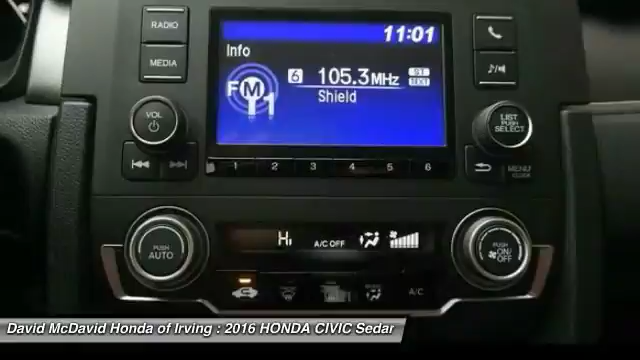 RADIO
MEDIA
VOL
11:01
Info
FM 1
6 105.3MHz ST
TEXT
Shield
LIST
PUSH
SELECT
MENU
CLOCK
1 2 3 4 5 6
PUSH
AUTO
Hi A/C OFF
PUSH
ON/
OFF
A/C
David McDavid Honda of Irving : 2016 HONDA CIVIC Sedar